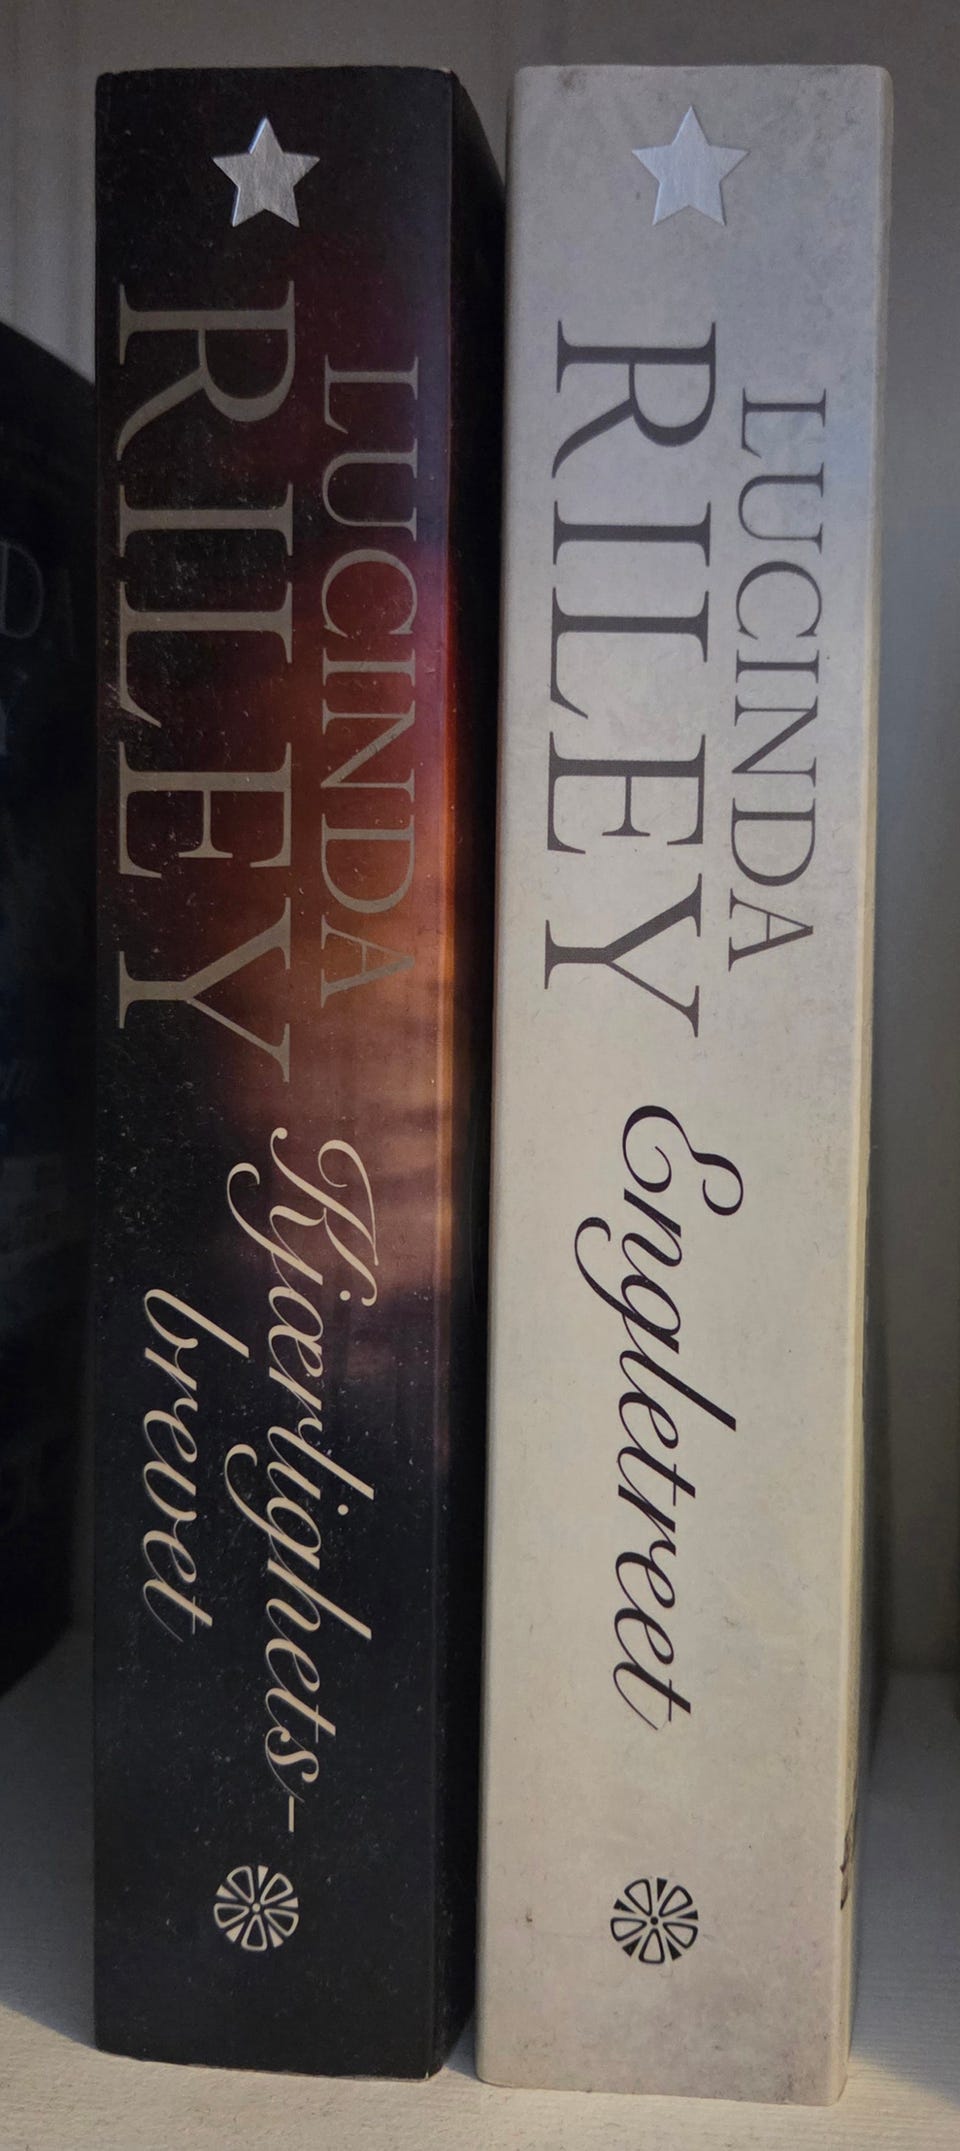 LUCINDA
RILEY
Kjærlighets-
brevet
LUCINDA
RILEY
Engletreet